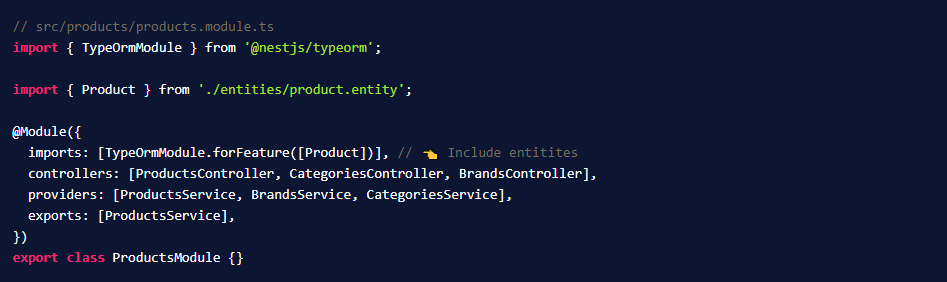 // src/products/products.module.ts
import { TypeOrmModule } from '@nestjs/typeorm';
import { Product } from './entities/product.entity';
@Module({
  imports: [TypeOrmModule.forFeature([Product])], // 👈 Include entitites
  controllers: [ProductsController, CategoriesController, BrandsController],
  providers: [ProductsService, BrandsService, CategoriesService],
  exports: [ProductsService],
})
export class ProductsModule {}